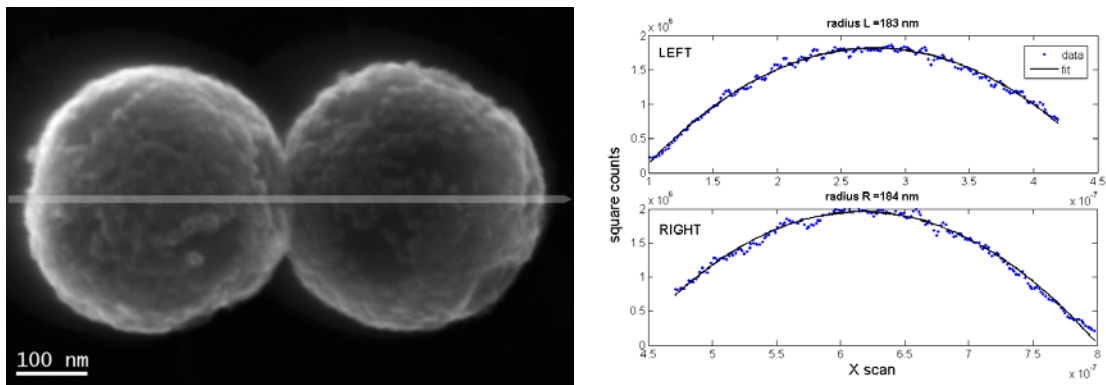 100 nm
radius L =183 nm
× 10⁶
LEFT
data
fit
2
1.5
1
0.5
0
1 1.5 2 2.5 3 3.5 4 4.5
× 10⁻⁷
× 10⁶
radius R =184 nm
RIGHT
2
1.5
1
0.5
0
4.5 5 5.5 6 6.5 7 7.5 8
× 10⁻⁷
square counts
X scan